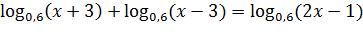 log₀,₆(x + 3) + log₀,₆(x − 3) = log₀,₆(2x − 1)